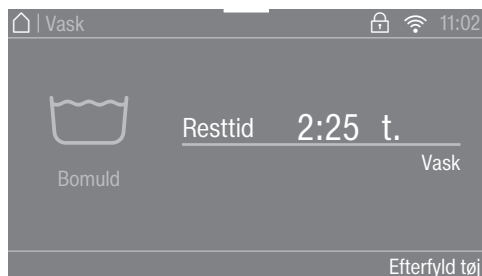 | Vask 11:02
Resttid 2:25 t.
Vask
Bomuld
Efterfyld tøj